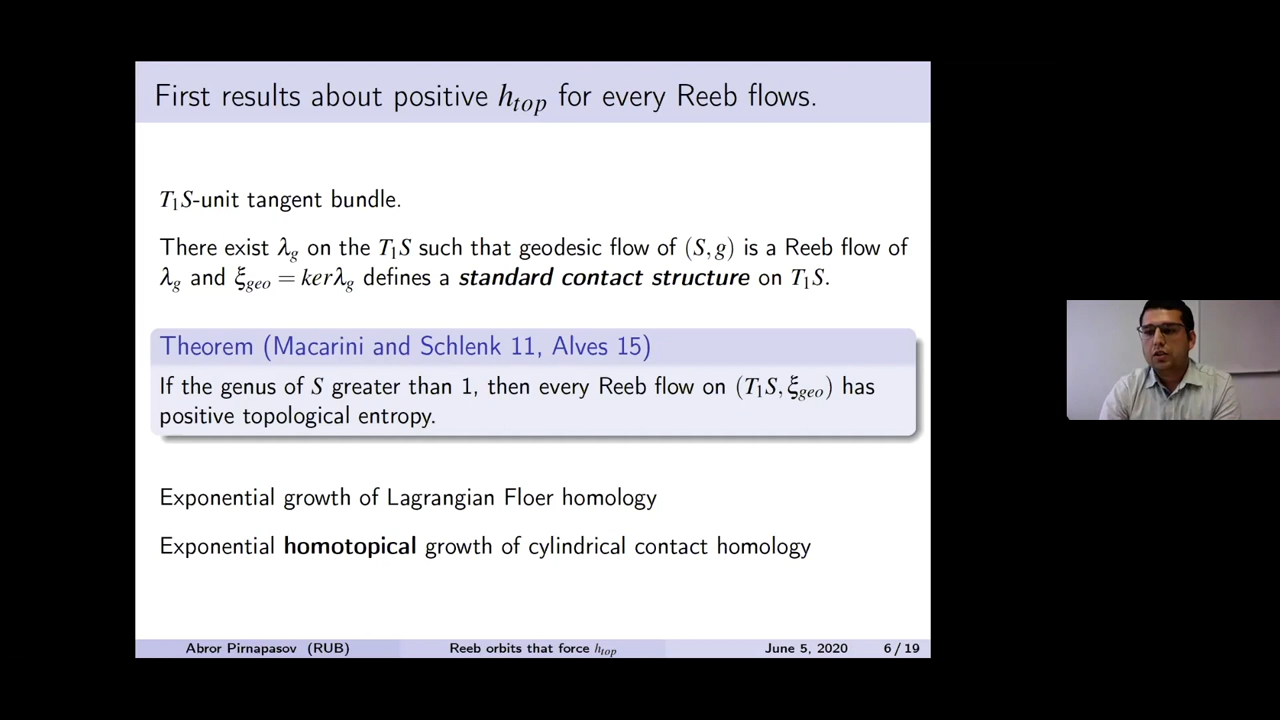 First results about positive h_top for every Reeb flows.
T₁S-unit tangent bundle.
There exist λ_g on the T₁S such that geodesic flow of (S, g) is a Reeb flow of
λ_g and ξ_geo = kerλ_g defines a standard contact structure on T₁S.
Theorem (Macarini and Schlenk 11, Alves 15)
If the genus of S greater than 1, then every Reeb flow on (T₁S, ξ_geo) has
positive topological entropy.
Exponential growth of Lagrangian Floer homology
Exponential homotopical growth of cylindrical contact homology
Abror Pirnapasov (RUB) Reeb orbits that force h_top June 5, 2020 6 / 19